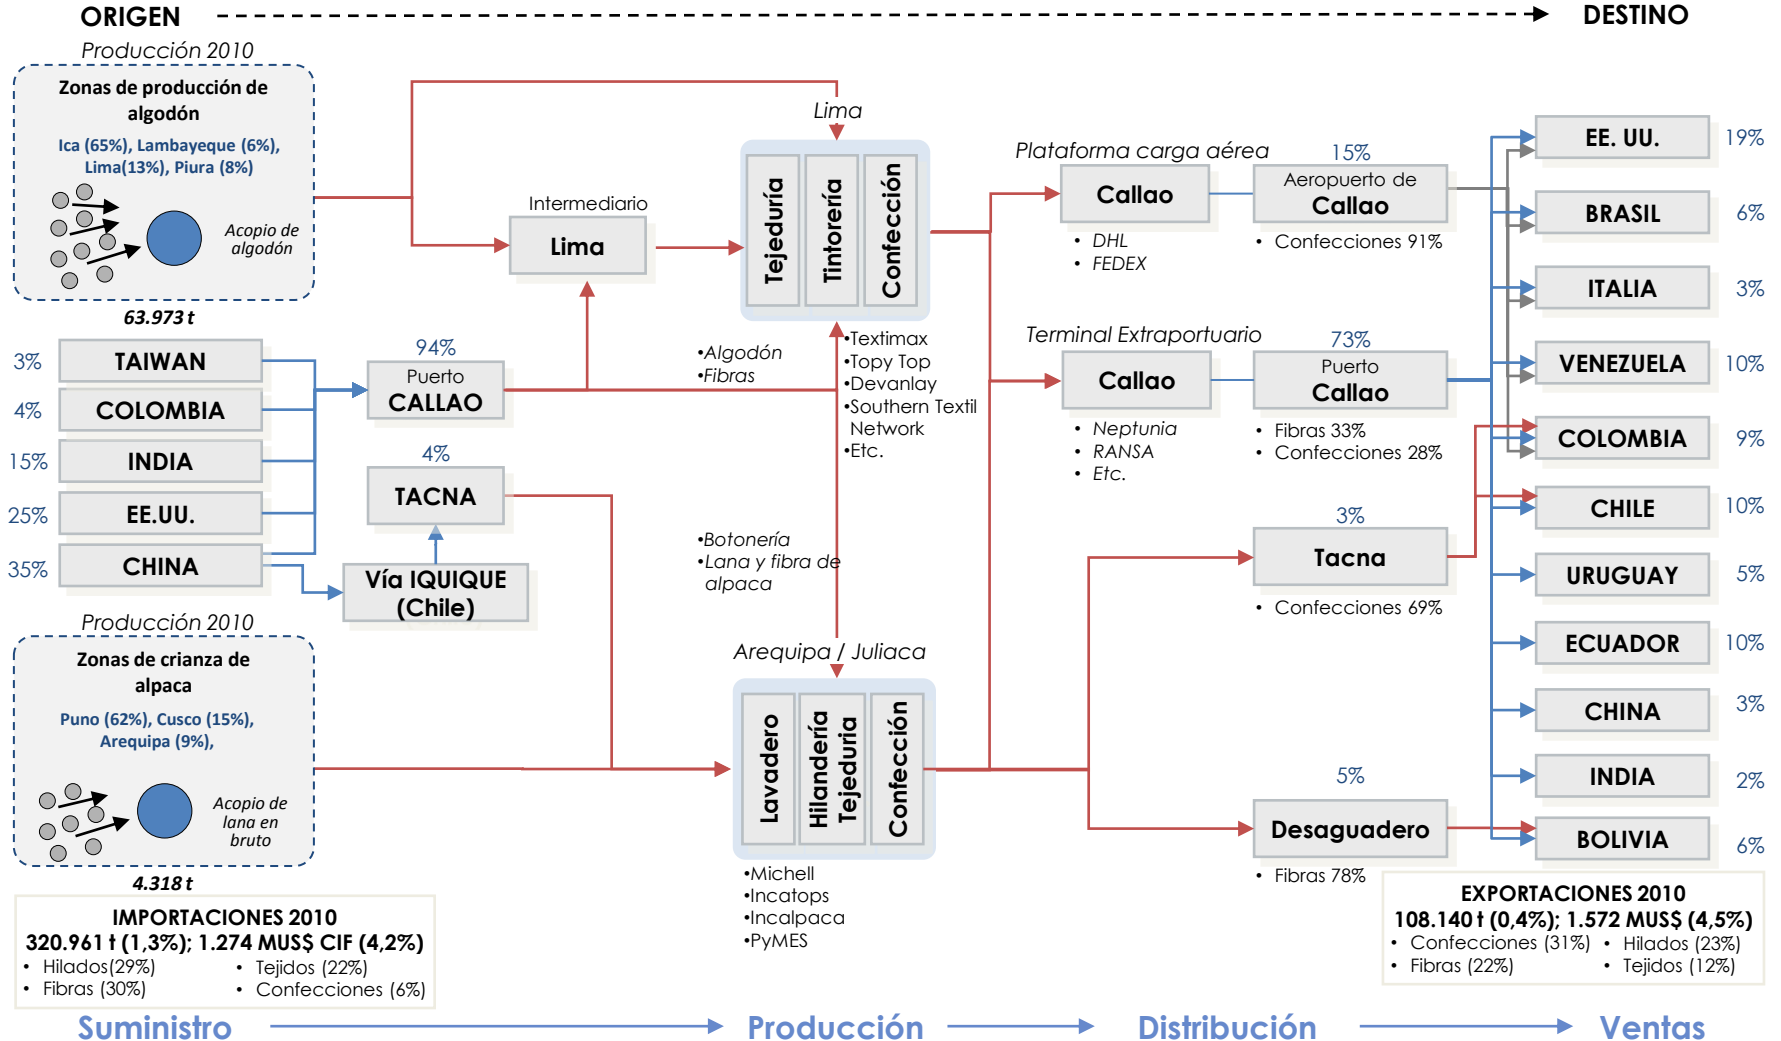 ORIGEN
DESTINO
Producción 2010
Zonas de producción de
algodón
Ica (65%), Lambayeque (6%),
Lima(13%), Piura (8%)
Acopio de
algodón
63.973 t
3%
TAIWAN
4%
COLOMBIA
15%
INDIA
25%
EE.UU.
35%
CHINA
94%
Puerto
CALLAO
4%
TACNA
Vía IQUIQUE
(Chile)
Producción 2010
Zonas de crianza de
alpaca
Puno (62%), Cusco (15%),
Arequipa (9%),
Acopio de
lana en
bruto
4.318 t
IMPORTACIONES 2010
320.961 t (1,3%); 1.274 MUS$ CIF (4,2%)
• Hilados(29%)
• Fibras (30%)
• Tejidos (22%)
• Confecciones (6%)
Intermediario
Lima
•Algodón
•Fibras
•Botonería
•Lana y fibra de
alpaca
Lima
Tejeduría
Tintorería
Confección
•Textimax
•Topy Top
•Devanlay
•Southern Textil
Network
•Etc.
Arequipa / Juliaca
Lavadero
Hilandería
Tejeduria
Confección
•Michell
•Incatops
•Incalpaca
•PyMES
Plataforma carga aérea
Callao
• DHL
• FEDEX
15%
Aeropuerto de
Callao
• Confecciones 91%
Terminal Extraportuario
Callao
• Neptunia
• RANSA
• Etc.
73%
Puerto
Callao
• Fibras 33%
• Confecciones 28%
3%
Tacna
• Confecciones 69%
5%
Desaguadero
• Fibras 78%
EE. UU.
19%
BRASIL
6%
ITALIA
3%
VENEZUELA
10%
COLOMBIA
9%
CHILE
10%
URUGUAY
5%
ECUADOR
10%
CHINA
3%
INDIA
2%
BOLIVIA
6%
EXPORTACIONES 2010
108.140 t (0,4%); 1.572 MUS$ (4,5%)
• Confecciones (31%)
• Fibras (22%)
• Hilados (23%)
• Tejidos (12%)
Suministro
Producción
Distribución
Ventas